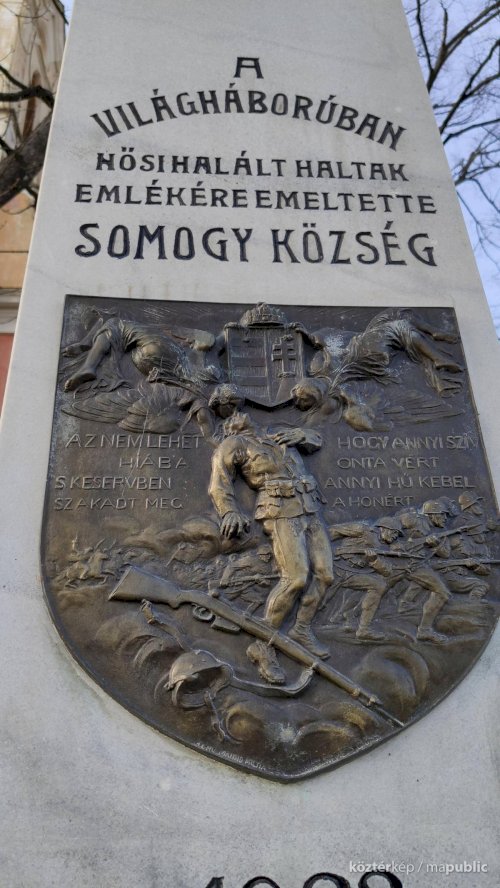 A
VILÁGHÁBORÚBAN
HŐSI HALÁLT HALTAK
EMLÉKÉRE EMELTETTE
SOMOGY KÖZSÉG
AZ NEM LEHET HOGY ANNYI SZIV
HIÁBA ONTA VÉRT
S KESERVBEN ANNYI HŰ KEBEL
SZAKADT MEG A HONÉRT
köztérkép / mapublic